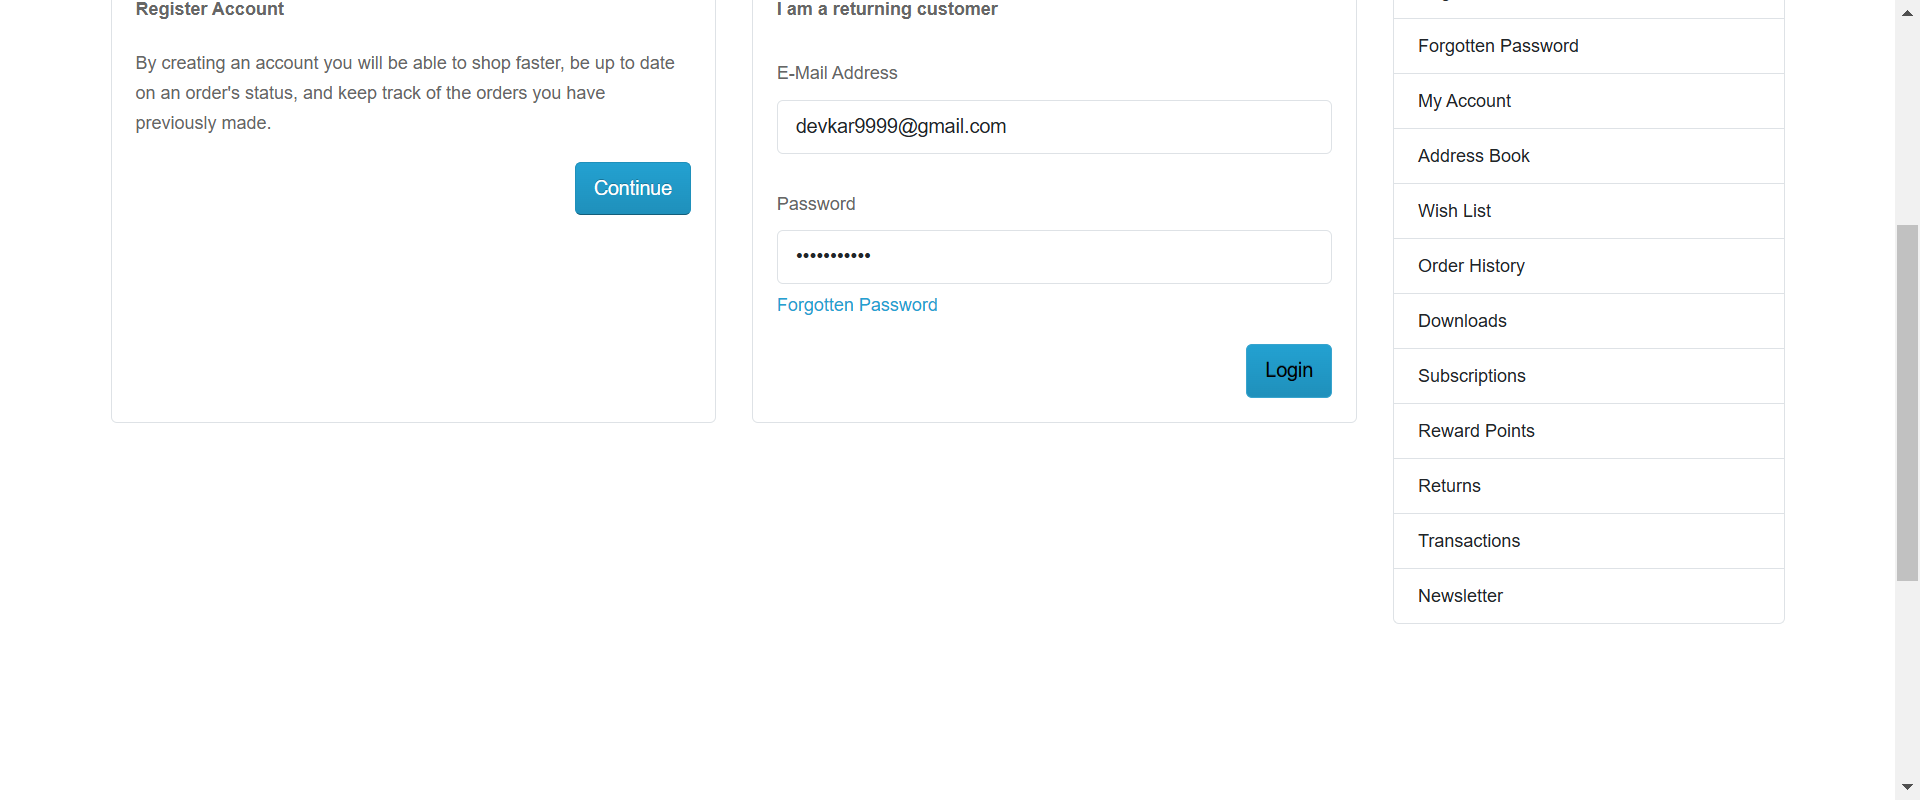 Register Account
By creating an account you will be able to shop faster, be up to date
on an order's status, and keep track of the orders you have
previously made.
Continue
I am a returning customer
E-Mail Address
devkar9999@gmail.com
Password
•••••••••••
Forgotten Password
Login
Forgotten Password
My Account
Address Book
Wish List
Order History
Downloads
Subscriptions
Reward Points
Returns
Transactions
Newsletter